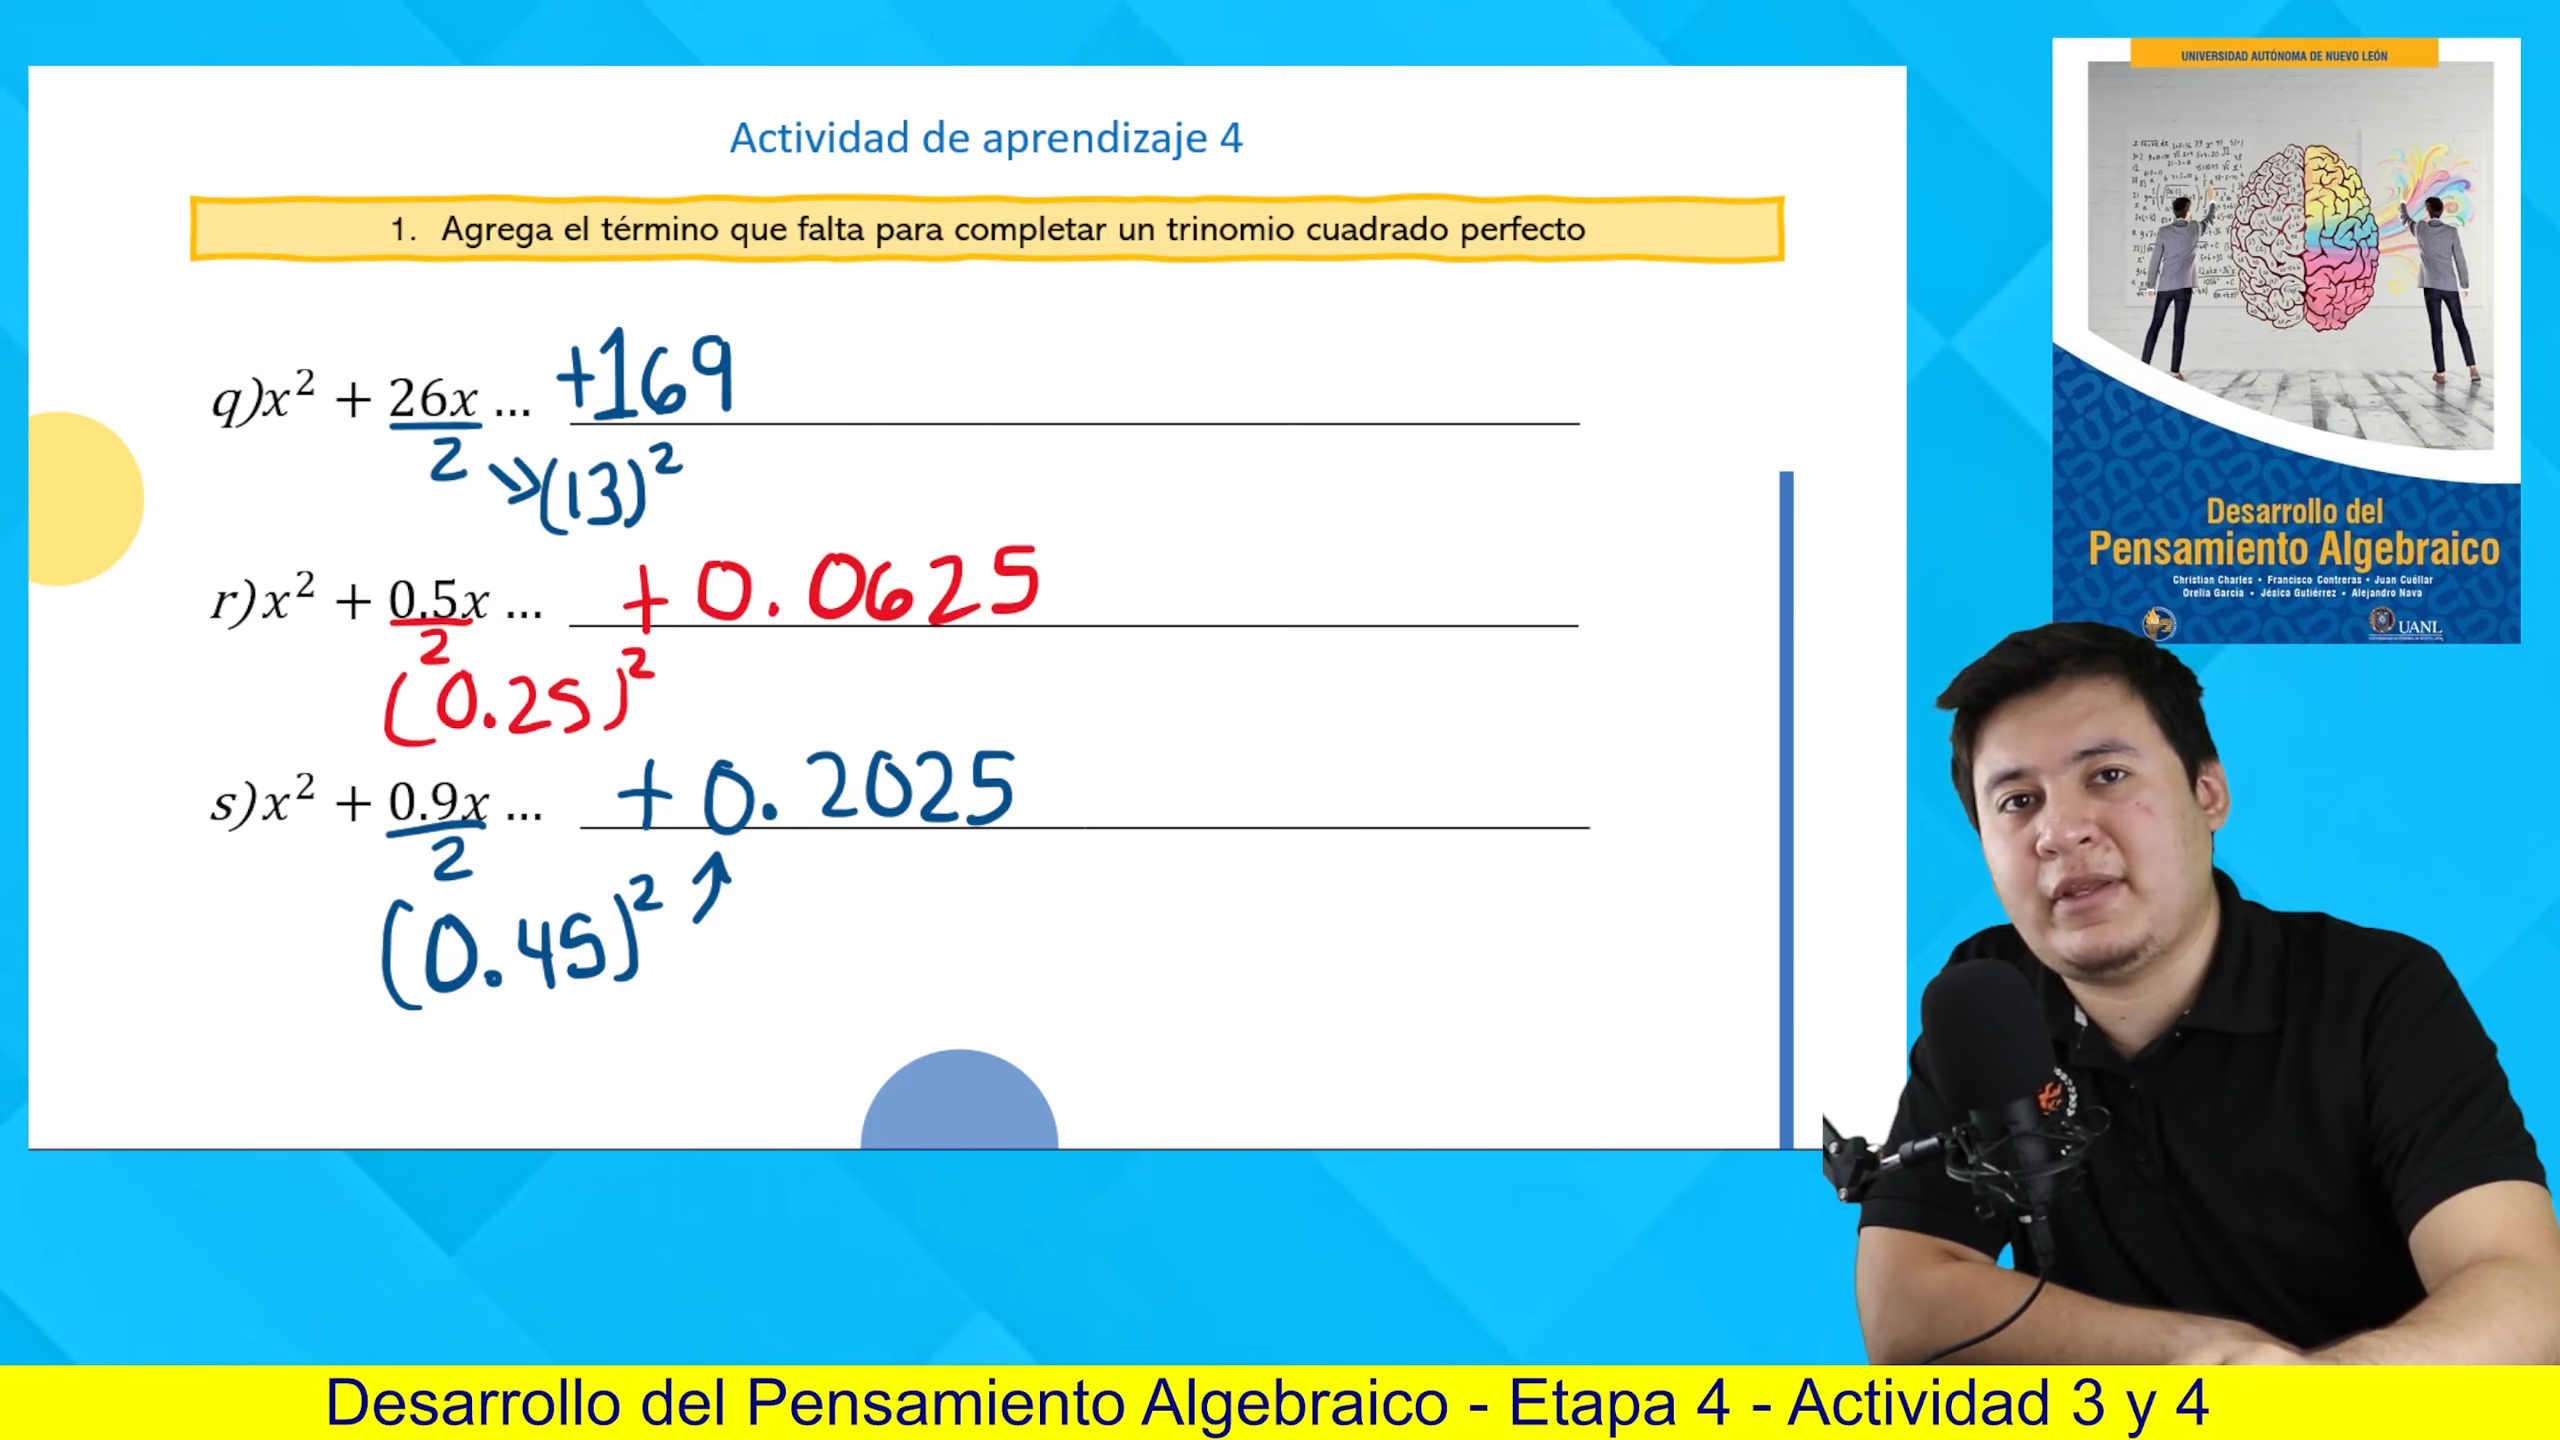 UNIVERSIDAD AUTÓNOMA DE NUEVO LEÓN
Actividad de aprendizaje 4
1. Agrega el término que falta para completar un trinomio cuadrado perfecto
q)x² + 26x ... +169
2 (13)²
r)x² + 0.5x ... + 0.0625
2
(0.25)²
s)x² + 0.9x ... + 0.2025
2
(0.45)²
Desarrollo del
Pensamiento Algebraico
Christian Charles • Francisco Contreras • Juan Cuéllar
Orelia García • Jésica Gutiérrez • Alejandro Nava
UANL
Desarrollo del Pensamiento Algebraico - Etapa 4 - Actividad 3 y 4